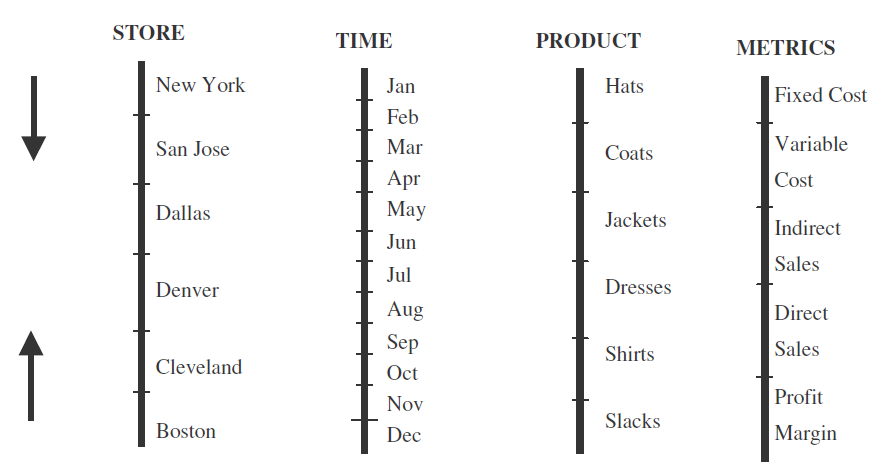 STORE
New York
San Jose
Dallas
Denver
Cleveland
Boston
TIME
Jan
Feb
Mar
Apr
May
Jun
Jul
Aug
Sep
Oct
Nov
Dec
PRODUCT
Hats
Coats
Jackets
Dresses
Shirts
Slacks
METRICS
Fixed Cost
Variable
Cost
Indirect
Sales
Direct
Sales
Profit
Margin